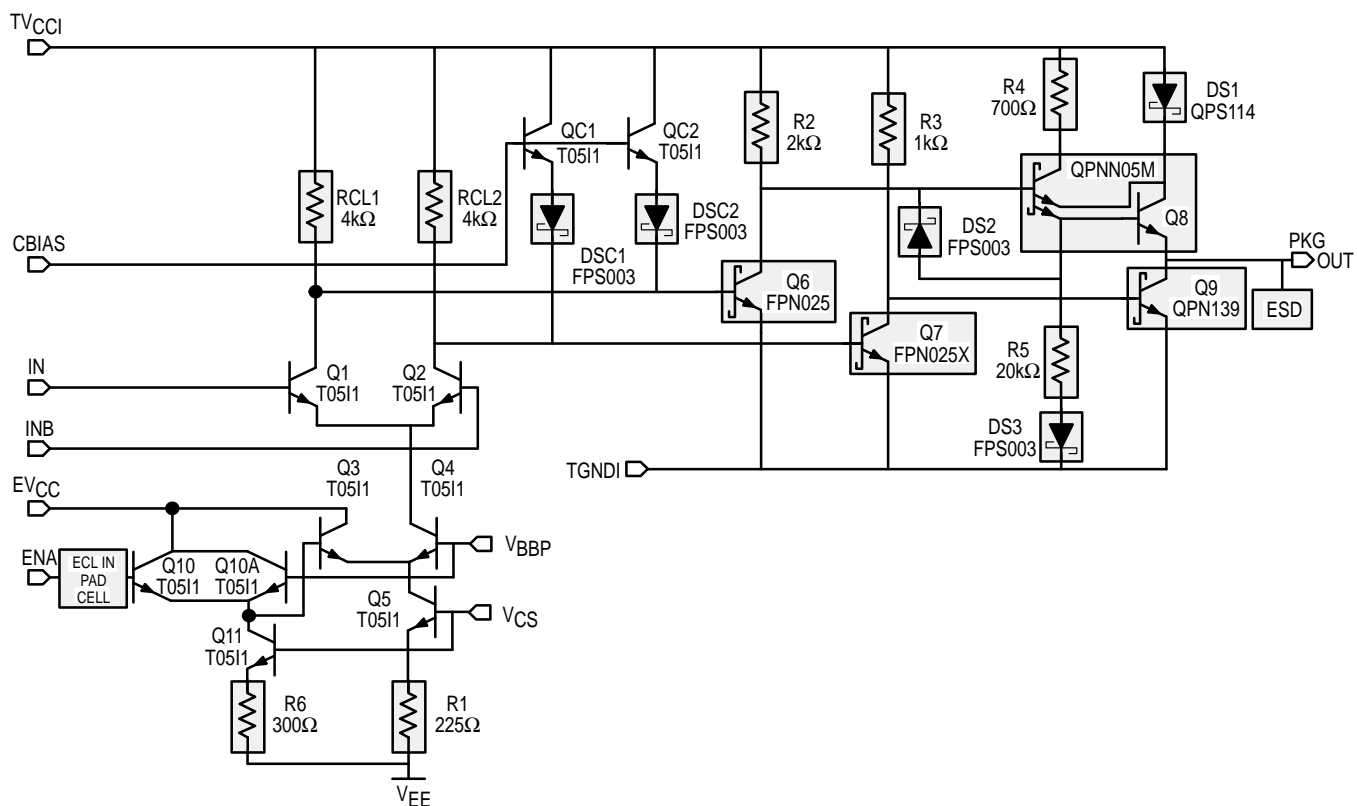 TVCCI
R4
700Ω
DS1
QPS114
R2
2kΩ
R3
1kΩ
QC1
T05I1
QC2
T05I1
QPNN05M
RCL1
4kΩ
RCL2
4kΩ
DSC2
FPS003
DS2
FPS003
Q8
CBIAS
DSC1
FPS003
PKG
OUT
Q6
FPN025
Q9
QPN139
ESD
Q7
FPN025X
R5
20kΩ
IN
Q1
T05I1
Q2
T05I1
INB
DS3
FPS003
TGNDI
Q3
T05I1
Q4
T05I1
EVCC
VBBP
ENA
ECL IN
PAD
CELL
Q10
T05I1
Q10A
T05I1
Q5
T05I1
VCS
Q11
T05I1
R6
300Ω
R1
225Ω
VEE